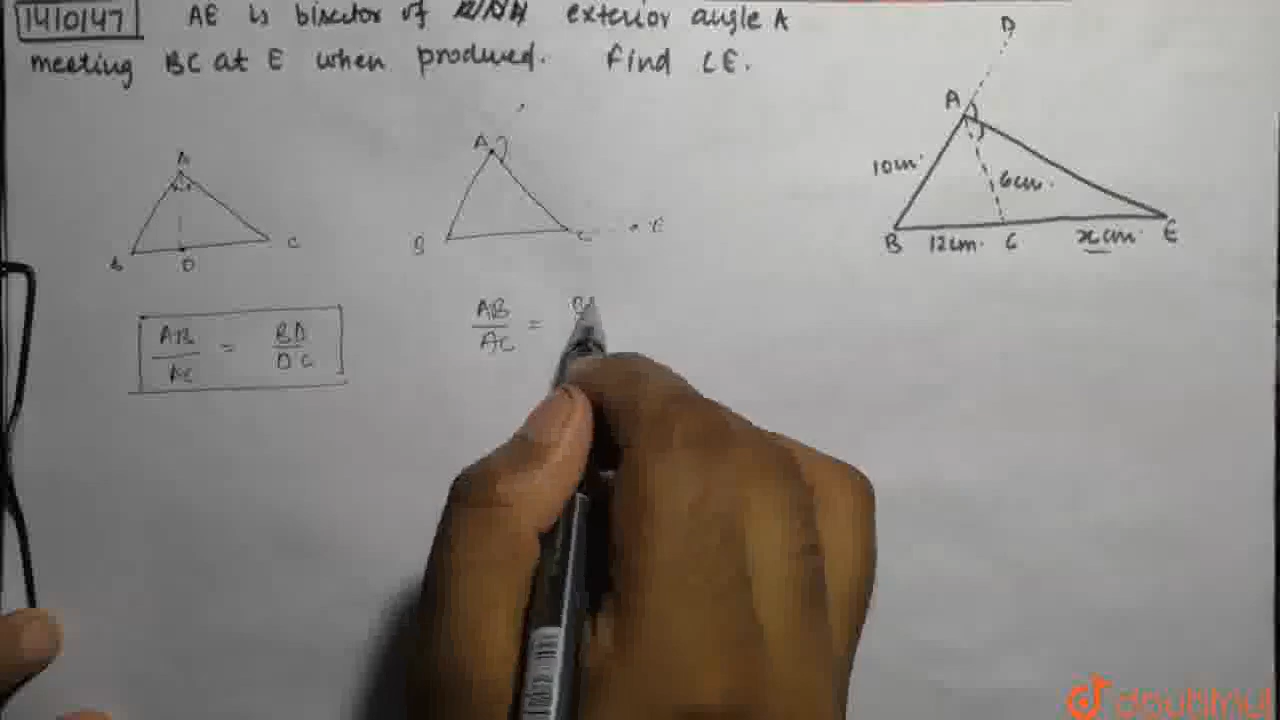 1410147 AE is bisector of exterior angle A
meeting BC at E when produced. Find CE.
D
A
10cm.
6cm.
B 12cm. C xcm. E
A
B D C
A
B C E
AB/AC = BD/DC
AB/AC =
doubtnut